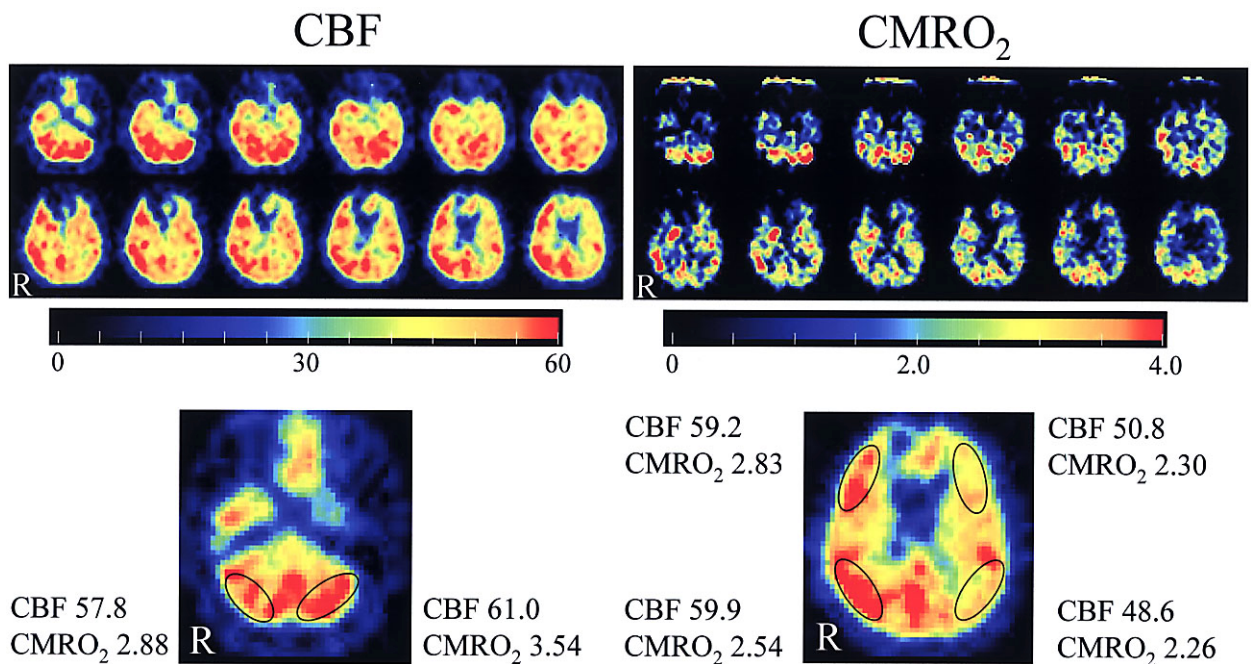 CBF
CMRO₂
R
R
0 30 60
0 2.0 4.0
CBF 59.2
CMRO₂ 2.83
CBF 50.8
CMRO₂ 2.30
CBF 57.8
CMRO₂ 2.88
R
CBF 61.0
CMRO₂ 3.54
CBF 59.9
CMRO₂ 2.54
R
CBF 48.6
CMRO₂ 2.26